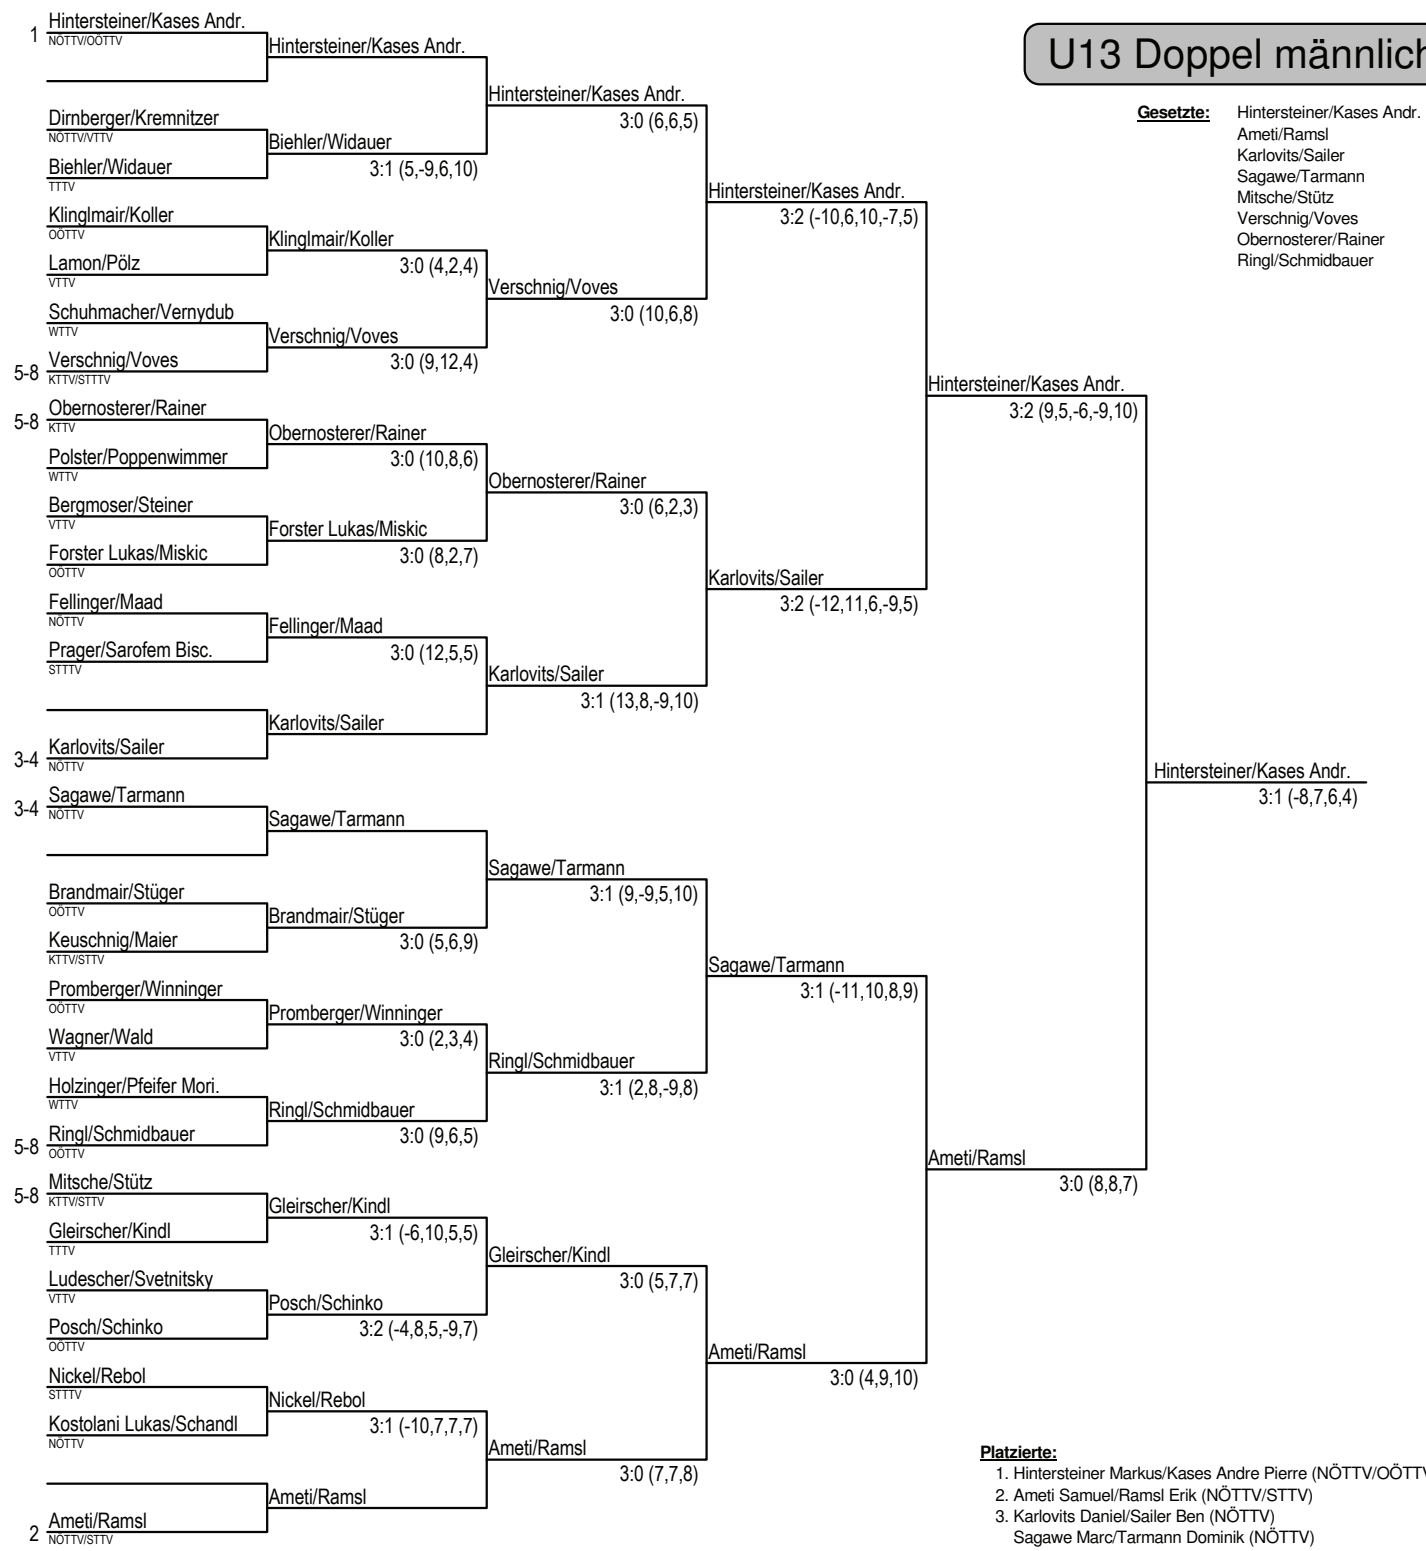 U13 Doppel männlich
Gesetzte: Hintersteiner/Kases Andr.
Ameti/Ramsl
Karlovits/Sailer
Sagawe/Tarmann
Mitsche/Stütz
Verschnig/Voves
Obernosterer/Rainer
Ringl/Schmidbauer
1 Hintersteiner/Kases Andr.
NÖTTV/OÖTTV
Dirnberger/Kremnitzer
NÖTTV/VTTV
Biehler/Widauer
TTTV
Klinglmair/Koller
OÖTTV
Lamon/Pölz
VTTV
Schuhmacher/Vernydub
WTTV
5-8 Verschnig/Voves
KTTV/STTTV
5-8 Obernosterer/Rainer
KTTV
Polster/Poppenwimmer
WTTV
Bergmoser/Steiner
VTTV
Forster Lukas/Miskic
OÖTTV
Fellinger/Maad
NÖTTV
Prager/Sarofem Bisc.
STTTV
3-4 Karlovits/Sailer
NÖTTV
3-4 Sagawe/Tarmann
NÖTTV
Brandmair/Stüger
OÖTTV
Keuschnig/Maier
KTTV/STTV
Promberger/Winninger
OÖTTV
Wagner/Wald
VTTV
Holzinger/Pfeifer Mori.
WTTV
5-8 Ringl/Schmidbauer
OÖTTV
5-8 Mitsche/Stütz
KTTV/STTV
Gleirscher/Kindl
TTTV
Ludescher/Svetnitsky
VTTV
Posch/Schinko
OÖTTV
Nickel/Rebol
STTTV
Kostolani Lukas/Schandl
NÖTTV
2 Ameti/Ramsl
NÖTTV/STTV
Hintersteiner/Kases Andr.
Biehler/Widauer
3:1 (5,-9,6,10)
Klinglmair/Koller
3:0 (4,2,4)
Verschnig/Voves
3:0 (9,12,4)
Obernosterer/Rainer
3:0 (10,8,6)
Forster Lukas/Miskic
3:0 (8,2,7)
Fellinger/Maad
3:0 (12,5,5)
Karlovits/Sailer
Sagawe/Tarmann
Brandmair/Stüger
3:0 (5,6,9)
Promberger/Winninger
3:0 (2,3,4)
Ringl/Schmidbauer
3:0 (9,6,5)
Gleirscher/Kindl
3:1 (-6,10,5,5)
Posch/Schinko
3:2 (-4,8,5,-9,7)
Nickel/Rebol
3:1 (-10,7,7,7)
Ameti/Ramsl
Hintersteiner/Kases Andr.
3:0 (6,6,5)
Verschnig/Voves
3:0 (10,6,8)
Obernosterer/Rainer
3:0 (6,2,3)
Karlovits/Sailer
3:1 (13,8,-9,10)
Sagawe/Tarmann
3:1 (9,-9,5,10)
Ringl/Schmidbauer
3:1 (2,8,-9,8)
Gleirscher/Kindl
3:0 (5,7,7)
Ameti/Ramsl
3:0 (7,7,8)
Hintersteiner/Kases Andr.
3:2 (-10,6,10,-7,5)
Karlovits/Sailer
3:2 (-12,11,6,-9,5)
Sagawe/Tarmann
3:1 (-11,10,8,9)
Ameti/Ramsl
3:0 (4,9,10)
Hintersteiner/Kases Andr.
3:2 (9,5,-6,-9,10)
Ameti/Ramsl
3:0 (8,8,7)
Hintersteiner/Kases Andr.
3:1 (-8,7,6,4)
Platzierte:
1. Hintersteiner Markus/Kases Andre Pierre (NÖTTV/OÖTTV
2. Ameti Samuel/Ramsl Erik (NÖTTV/STTV)
3. Karlovits Daniel/Sailer Ben (NÖTTV)
Sagawe Marc/Tarmann Dominik (NÖTTV)